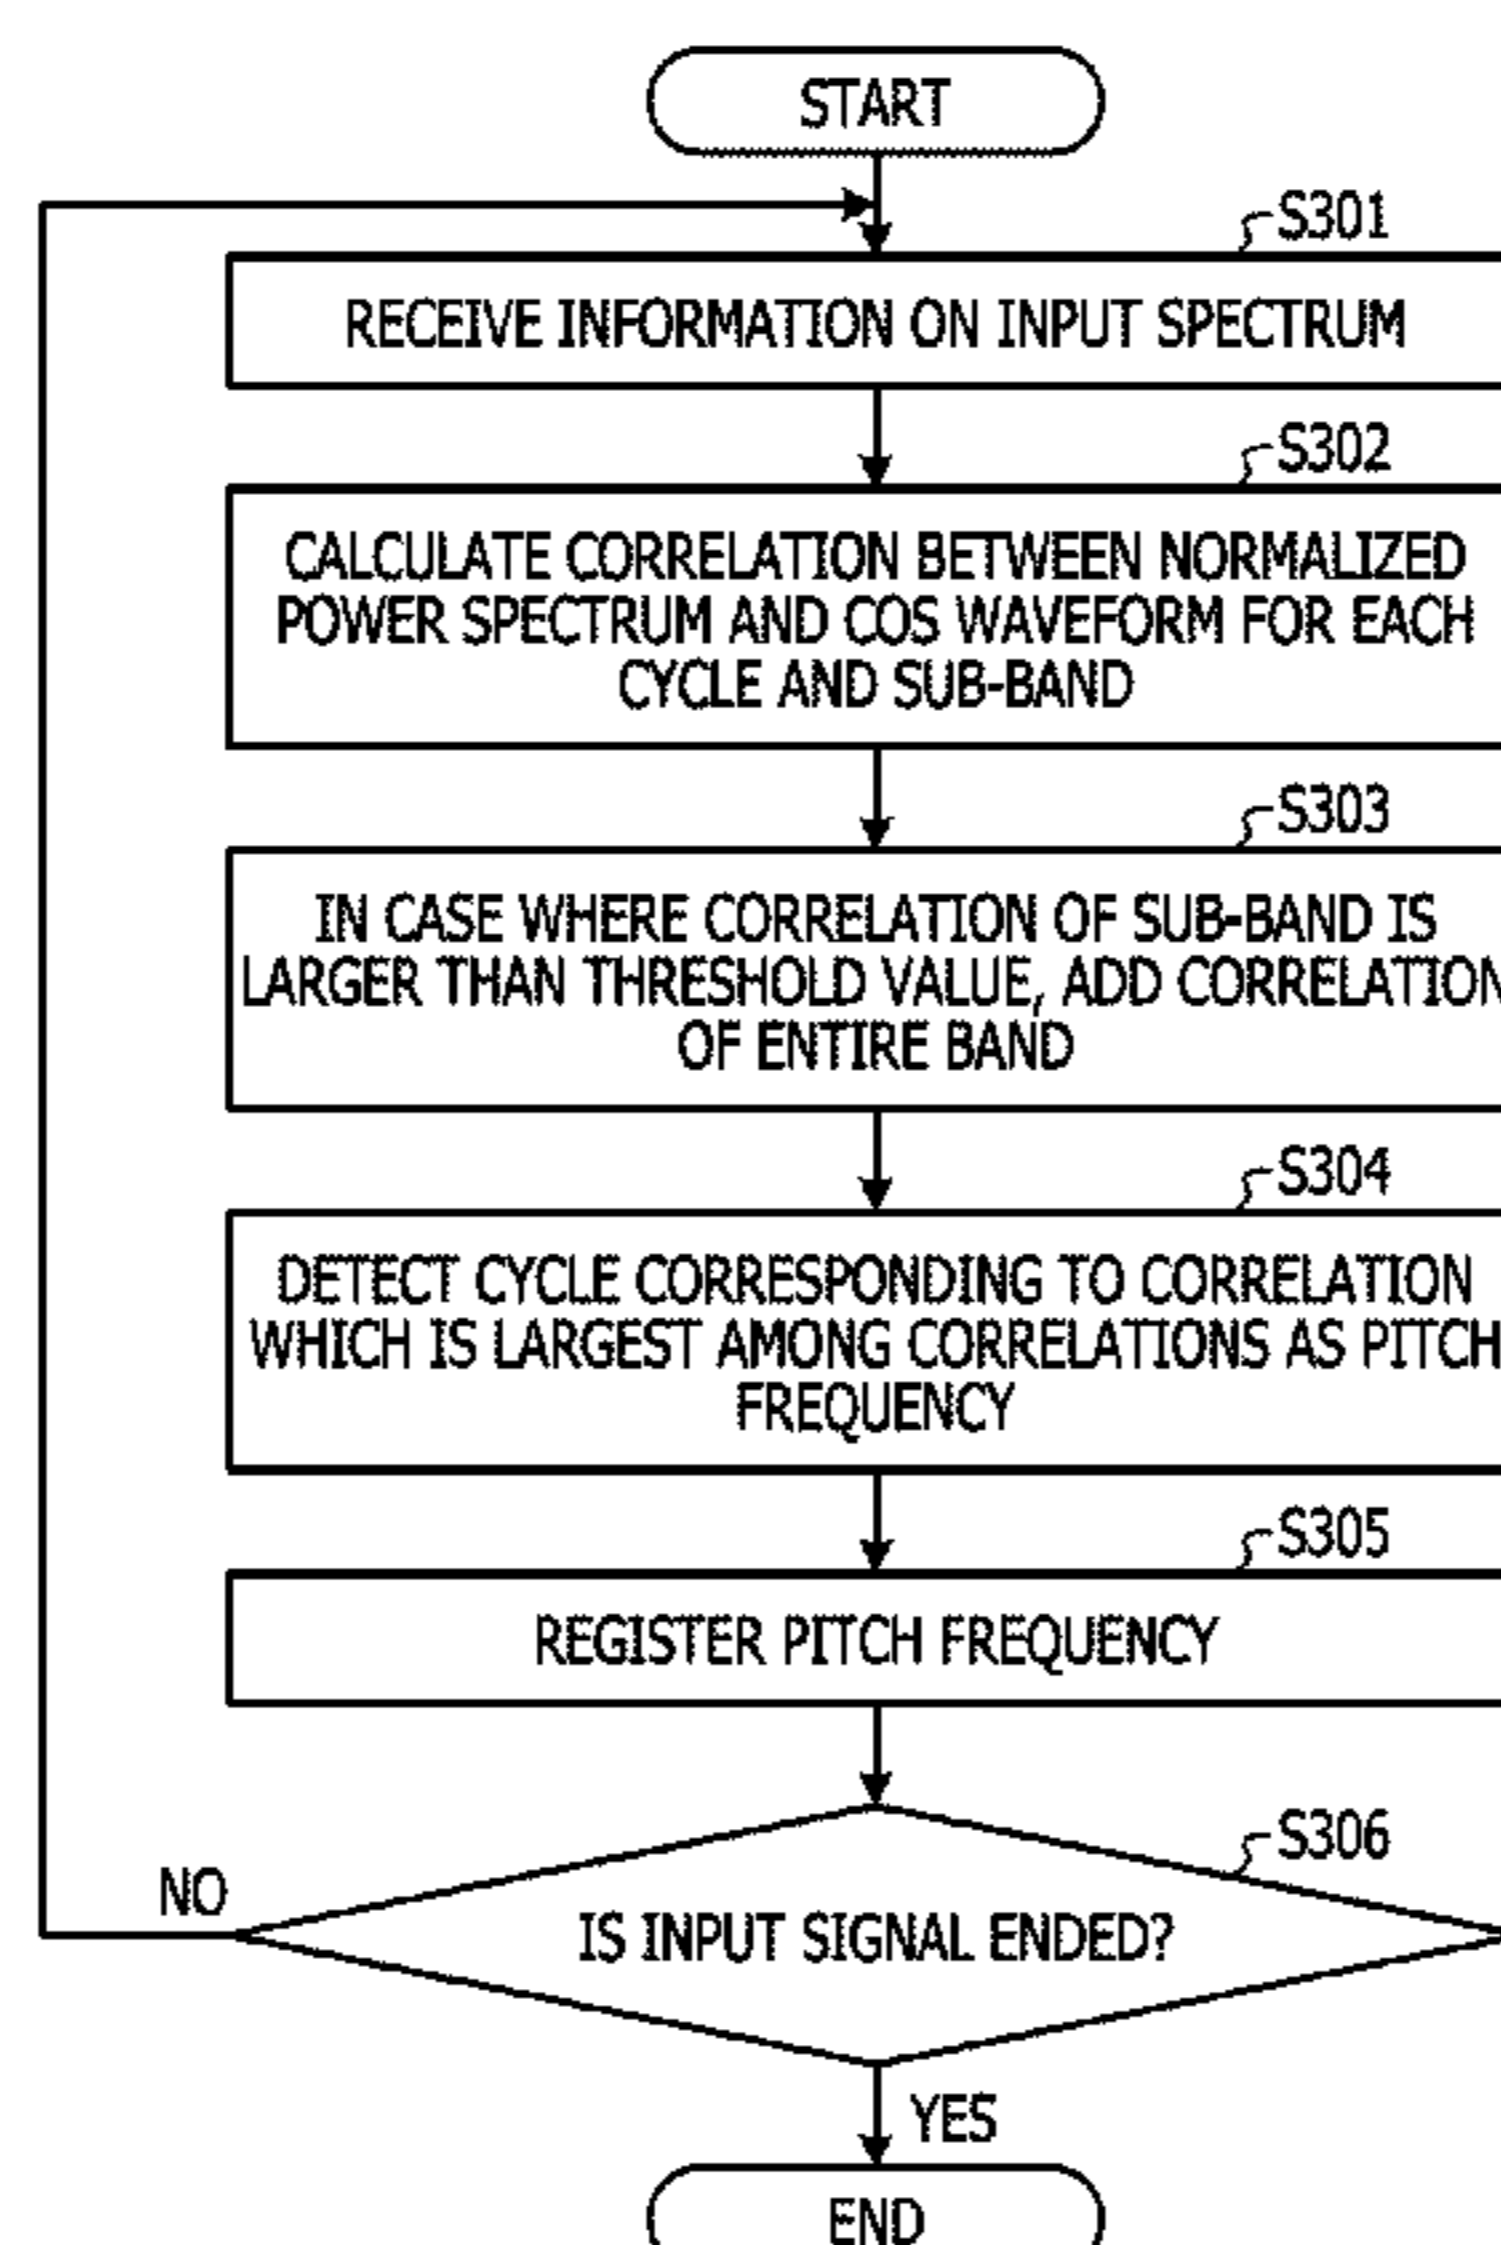 START
S301
RECEIVE INFORMATION ON INPUT SPECTRUM
S302
CALCULATE CORRELATION BETWEEN NORMALIZED
POWER SPECTRUM AND COS WAVEFORM FOR EACH
CYCLE AND SUB-BAND
S303
IN CASE WHERE CORRELATION OF SUB-BAND IS
LARGER THAN THRESHOLD VALUE, ADD CORRELATION
OF ENTIRE BAND
S304
DETECT CYCLE CORRESPONDING TO CORRELATION
WHICH IS LARGEST AMONG CORRELATIONS AS PITCH
FREQUENCY
S305
REGISTER PITCH FREQUENCY
S306
NO
IS INPUT SIGNAL ENDED?
YES
END